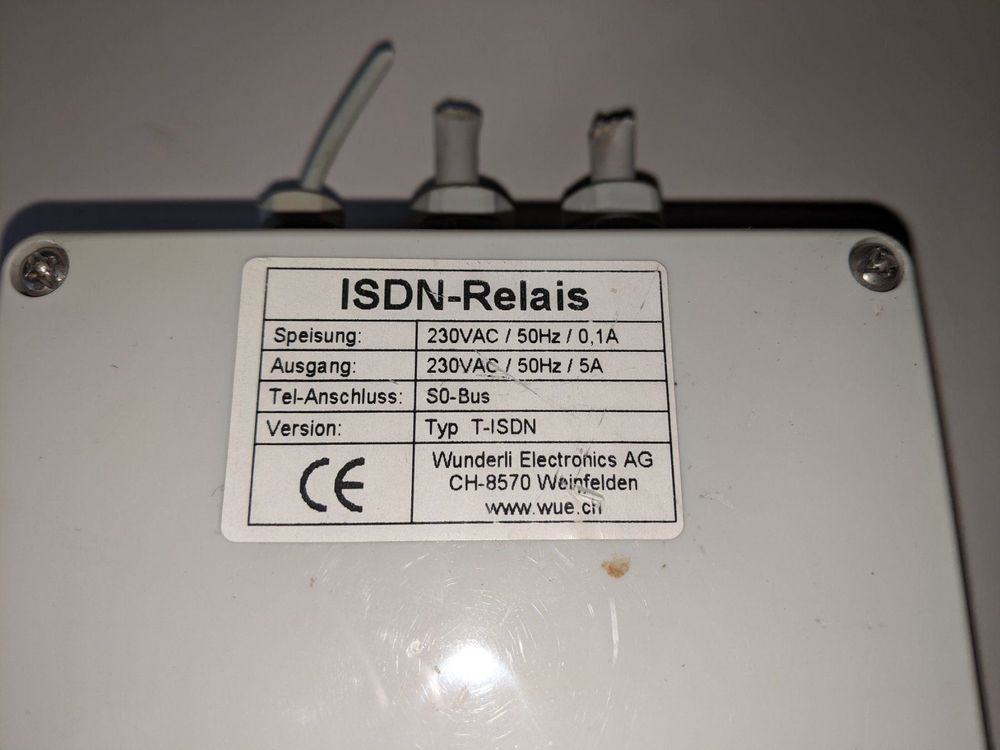 ISDN-Relais
Speisung: 230VAC / 50Hz / 0,1A
Ausgang: 230VAC / 50Hz / 5A
Tel-Anschluss: S0-Bus
Version: Typ T-ISDN
CE
Wunderli Electronics AG
CH-8570 Weinfelden
www.wue.ch